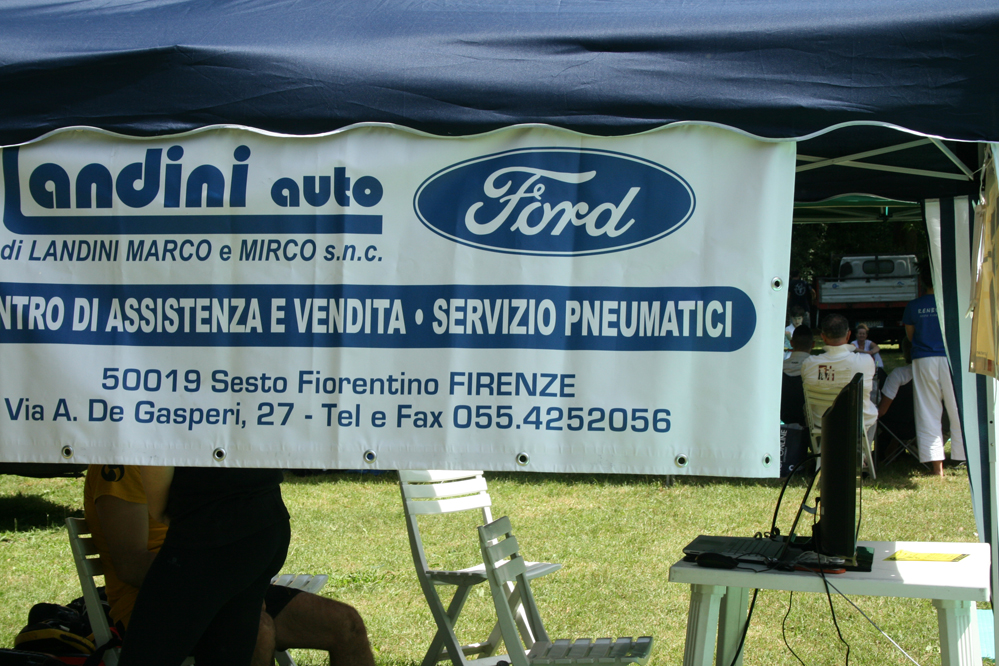 Landini auto
Ford
di LANDINI MARCO e MIRCO s.n.c.
NTRO DI ASSISTENZA E VENDITA • SERVIZIO PNEUMATICI
50019 Sesto Fiorentino FIRENZE
Via A. De Gasperi, 27 - Tel e Fax 055.4252056